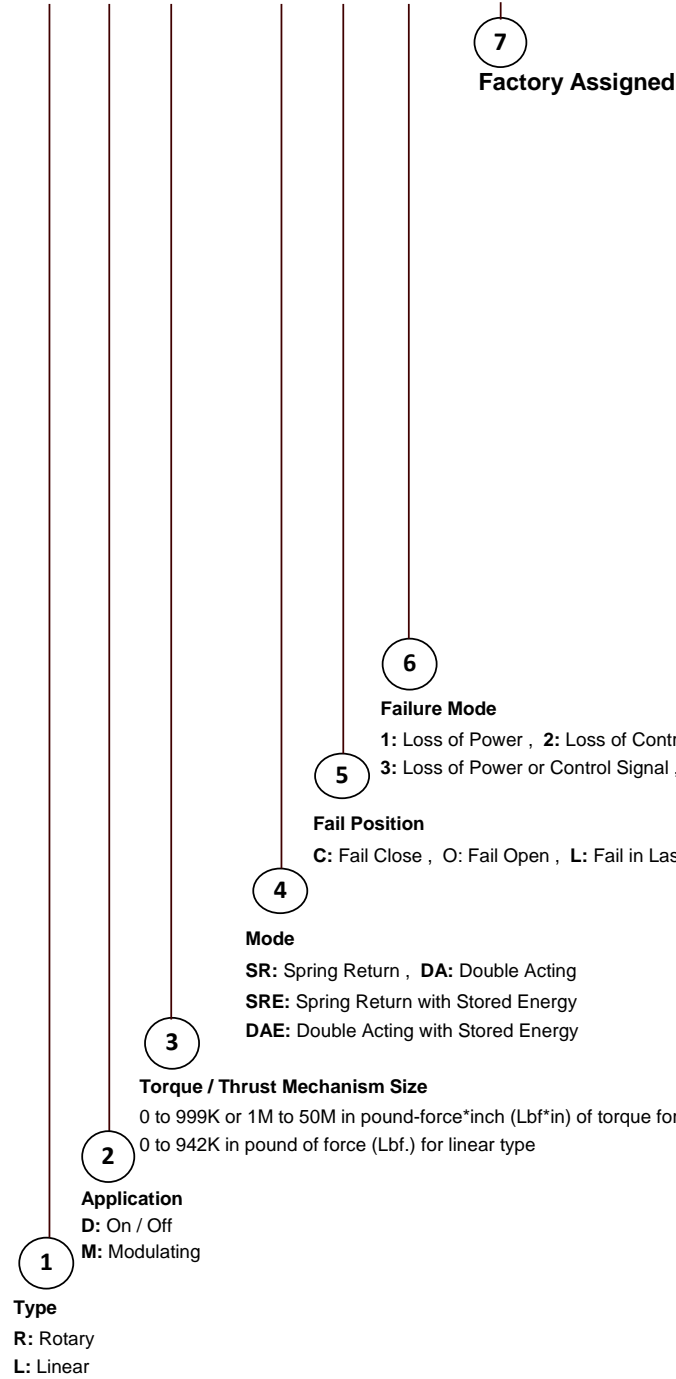 7
Factory Assigned
6
Failure Mode
1: Loss of Power , 2: Loss of
3: Loss of Power or Control Signal ,
5
Fail Position
C: Fail Close , O: Fail Open , L: Fail in
4
Mode
SR: Spring Return , DA: Double Acting
SRE: Spring Return with Stored Energy
DAE: Double Acting with Stored Energy
3
Torque / Thrust Mechanism Size
0 to 999K or 1M to 50M in pound-force*inch (Lbf*in) of torque for
0 to 942K in pound of force (Lbf.) for linear type
2
Application
D: On / Off
M: Modulating
1
Type
R: Rotary
L: Linear